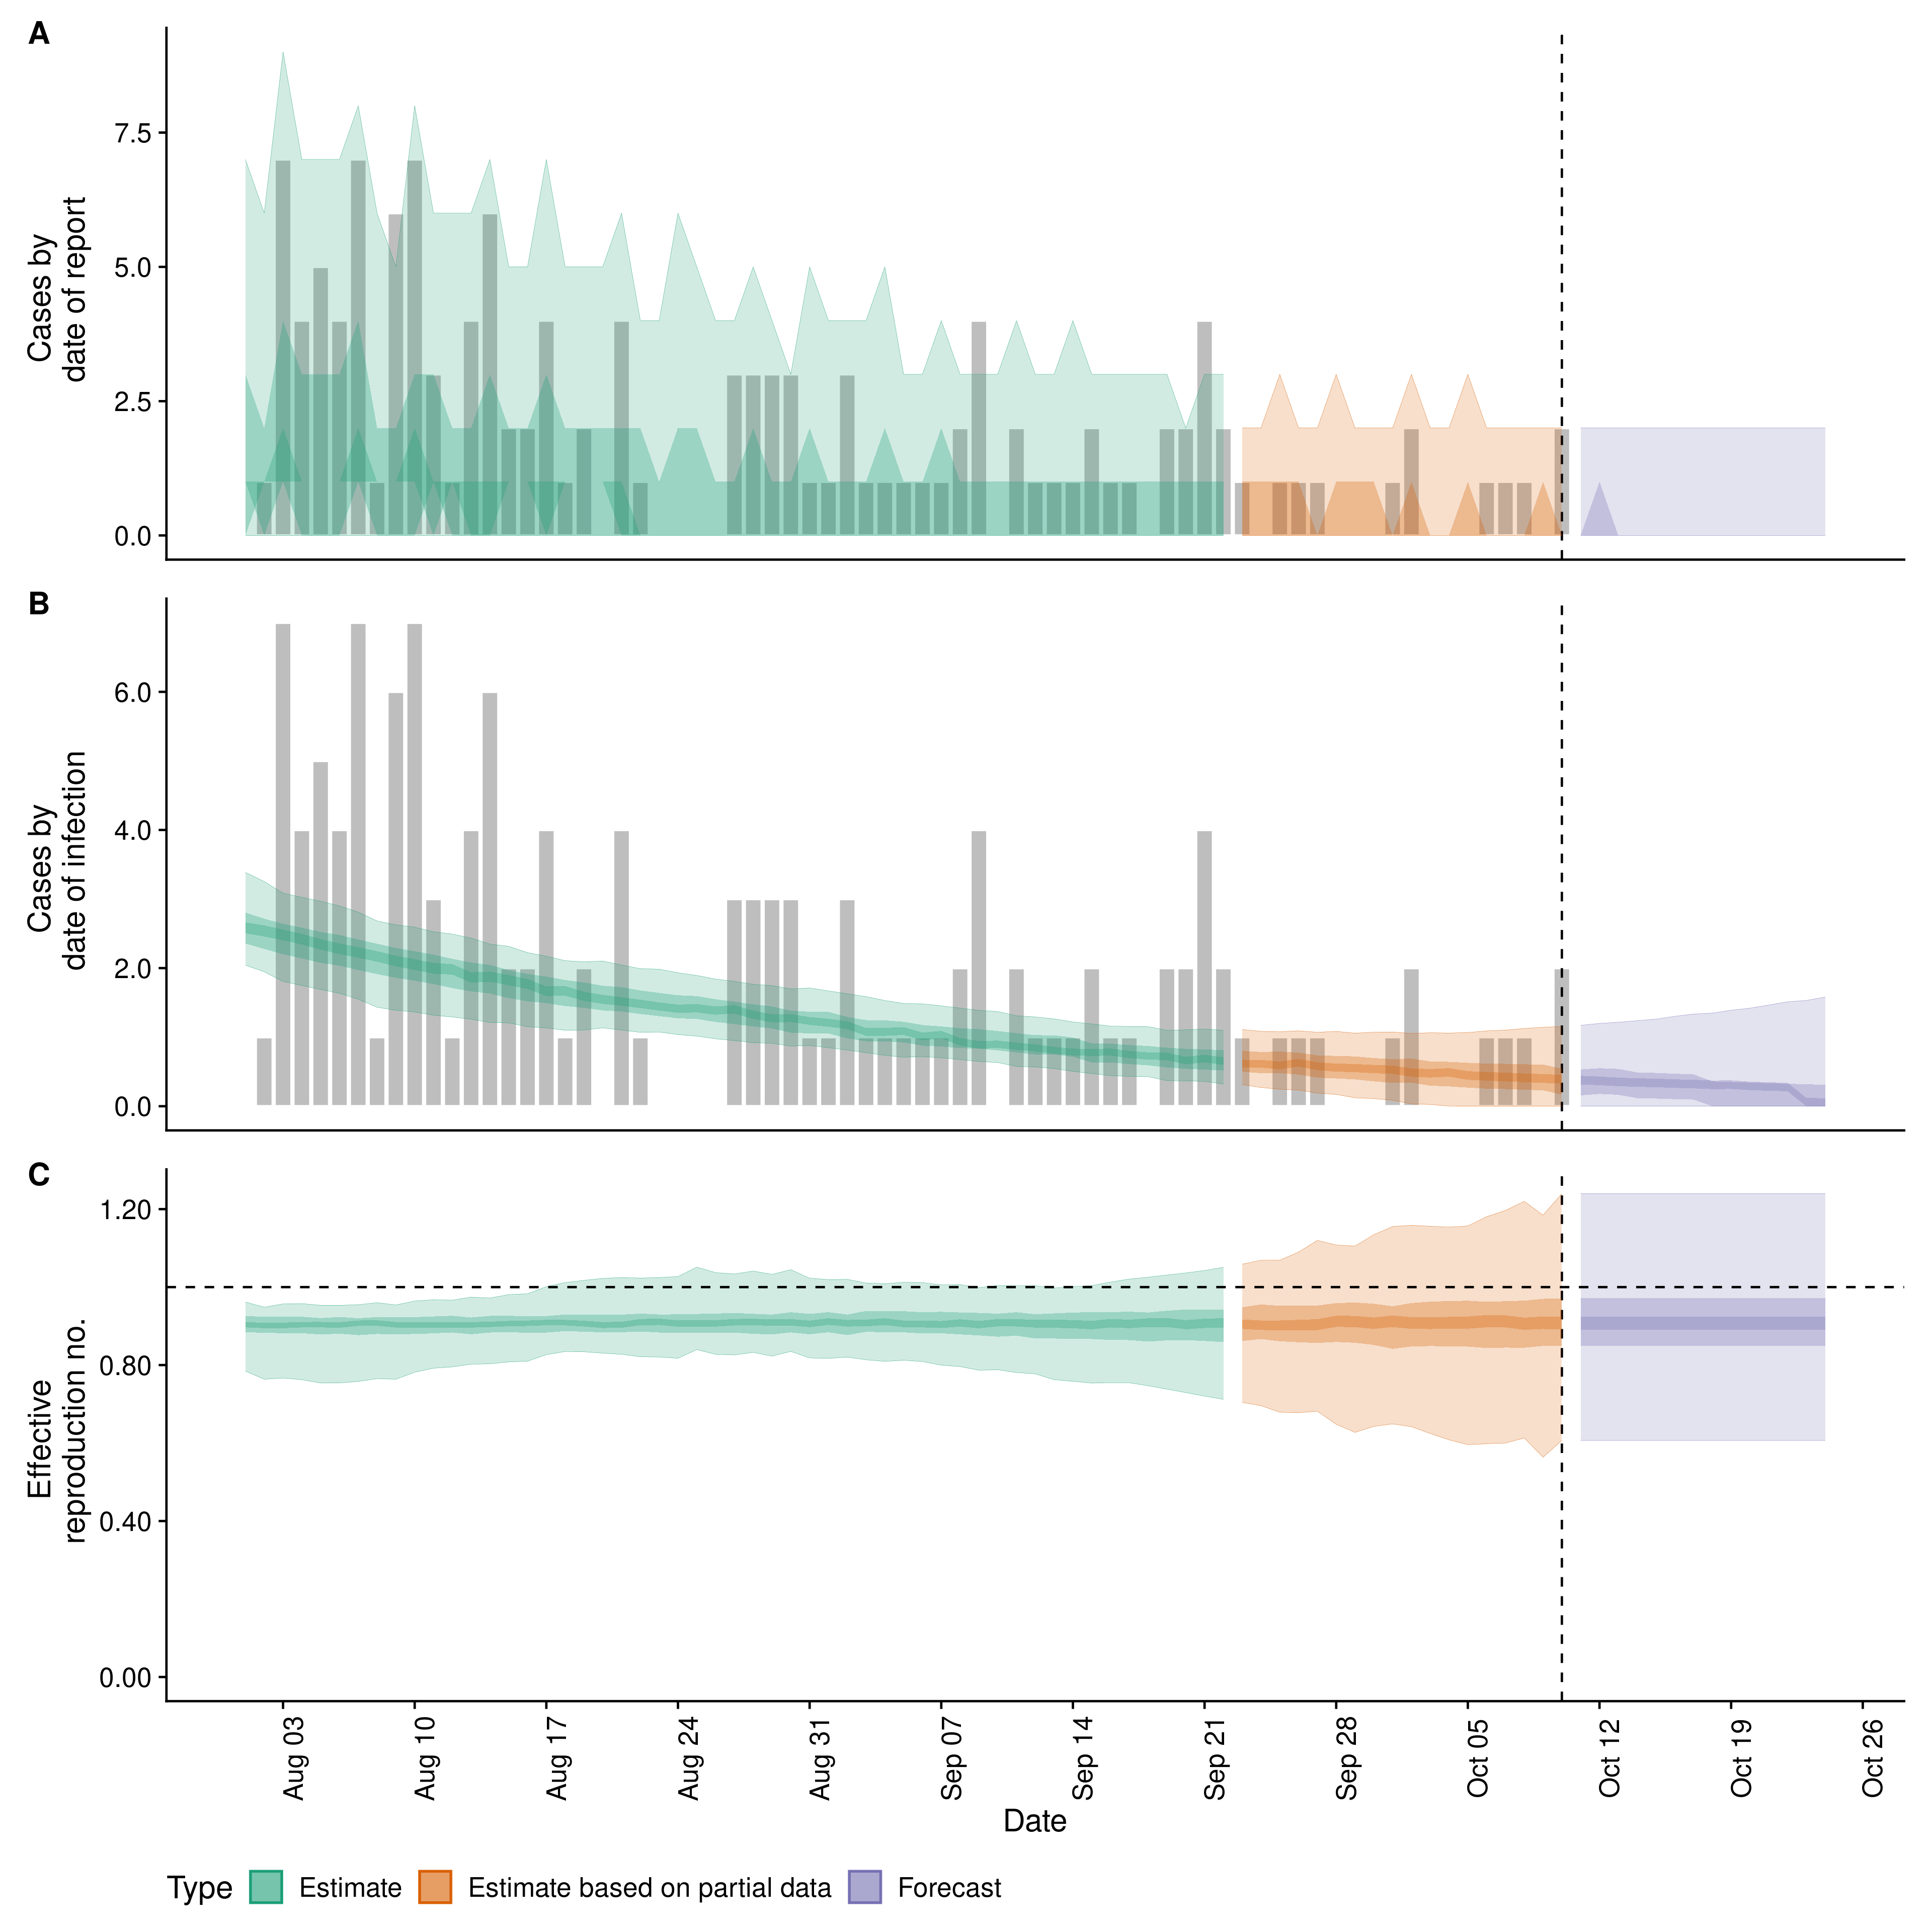 A
Cases by
date of report
7.5
5.0
2.5
0.0
B
Cases by
date of infection
6.0
4.0
2.0
0.0
C
Effective
reproduction no.
1.20
0.80
0.40
0.00
Aug 03
Aug 10
Aug 17
Aug 24
Aug 31
Sep 07
Sep 14
Sep 21
Sep 28
Oct 05
Oct 12
Oct 19
Oct 26
Date
Type Estimate Estimate based on partial data Forecast